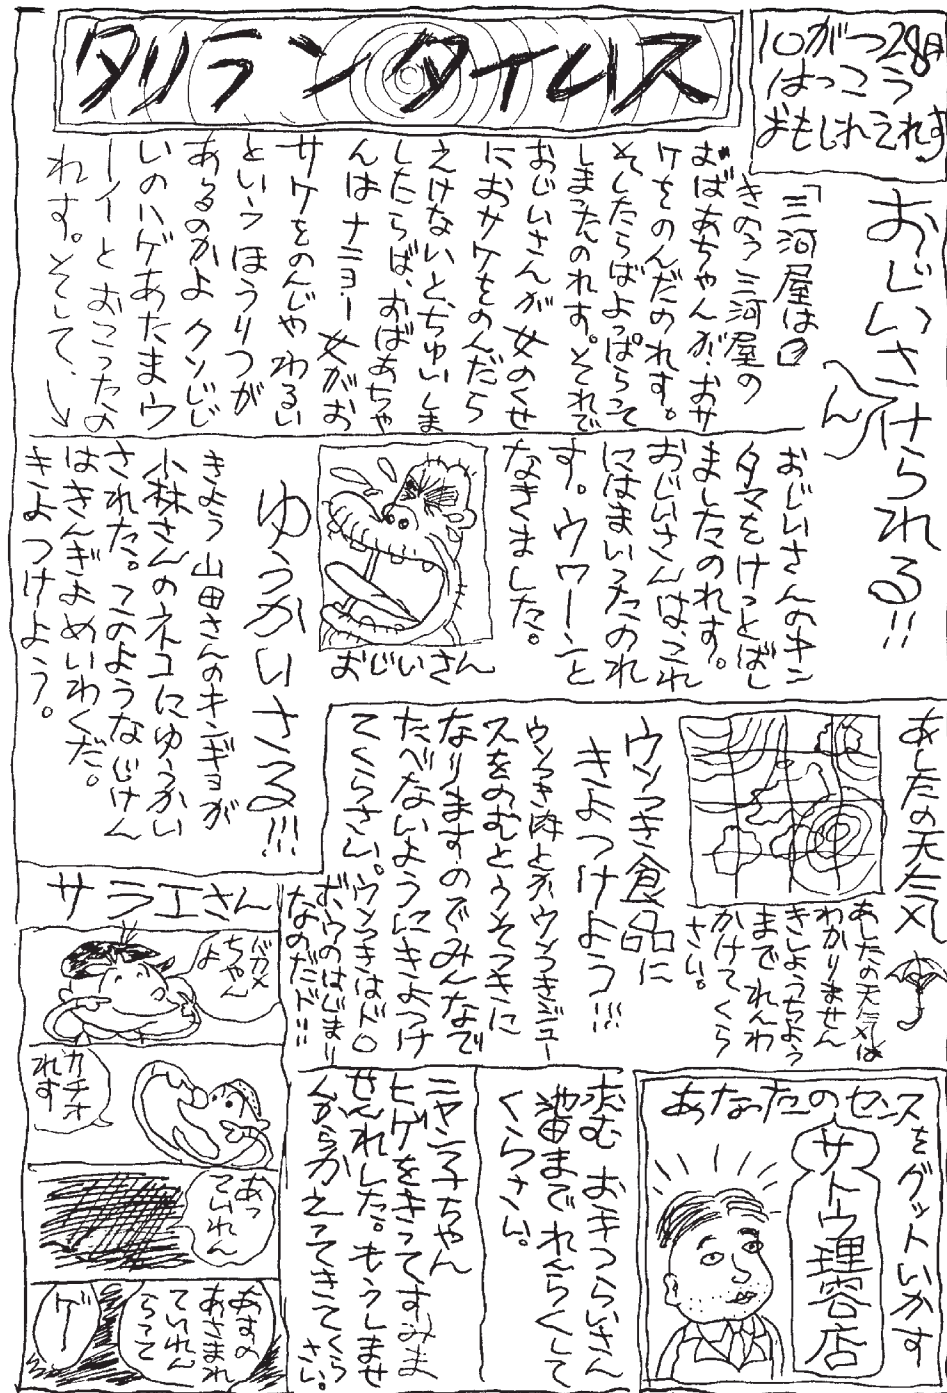 タリランタイムス
10がつ28日
はっこう
おもしれえれす
おじいさんけられる!!
「三河屋は
きのう三河屋の
おばあちゃんが、おサ
ケをのんだのれす。
そしたらばよっぱらって
しまったのれす。それで
おじいさんが女のくせ
におサケをのんだら
えけないと、ちゅいしま
したらば、おばあちゃ
んはナニョー 女がお
サケをのんじゃわるい
というほうりつが
あるのかよ クソじじ
いのハゲあたまーウ
ーイーとおこったの
れす。そして、↘
おじいさんのキン
タマをけっとばし
ましたのれす。
おじいさんは、これ
にはまいったのれ
す。ウワーンと
なきました。
おじいさん
ゆうかいさる!!!
きょう山田さんのキンギョが
小林さんのネコにゆうかい
された。このようなじけん
はきんぎょめいわくだ。
きよつけよう。
あしたの天気
あしたの天気は
わかりません
きしょうちょう
まででんわ
かけてくら
さい。
ウソつき食品に
きよつけよう!!!
ウソつき肉とかウソつきジュー
スをのむとウそつきに
なりますのでみんなで
たべないようにきよつけ
てくらさい。ウソつきはドロ
ボウのはじまり
なのだド!!
サラエさん
バカメ
ちゃん
よ
カチオ
れす
あっ
ていれん
あすの
あさまれ
ていれん
らって
ゲー
あなたのセンスをグットいかす
サトウ理容店
求む おきつらいさん
池田までれんらくして
くらさい。
ニャン子ちゃん
ヒゲをきってすみま
せんれした。もうしませ
んからかえってきてくら
さい。